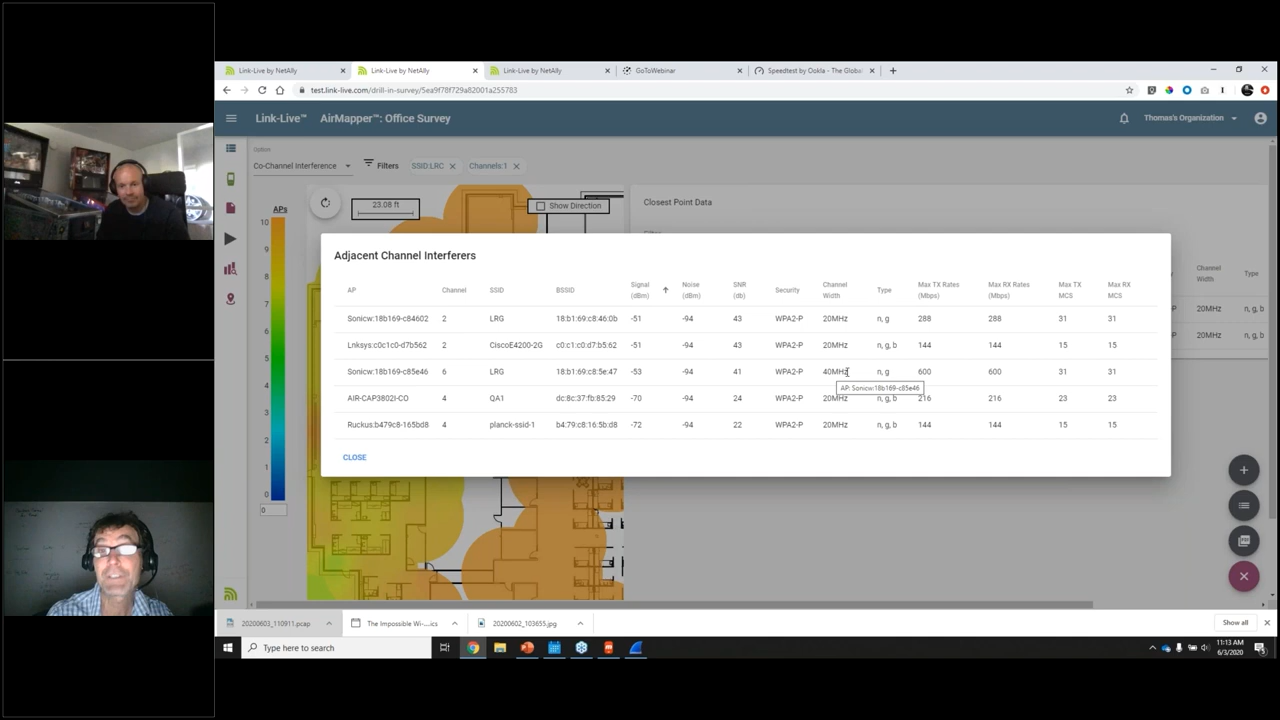 Link-Live by NetAlly
Link-Live by NetAlly
Link-Live by NetAlly
GoToWebinar
Speedtest by Ookla - The Global
test.link-live.com/drill-in-survey/5ea9f78f729a82001a255783
Link-Live™ AirMapper™: Office Survey
Thomas's Organization
Co-Channel Interference
Filters
SSID:LRC
Channels:1
APs
23.08 ft
Show Direction
Closest Point Data
10
9
8
7
6
5
4
3
2
1
0
0
Channel Width
Type
20MHz n, g, b
20MHz n, g, b
Adjacent Channel Interferers
AP Channel SSID BSSID Signal (dBm) Noise (dBm) SNR (db) Security Channel Width Type Max TX Rates (Mbps) Max RX Rates (Mbps) Max TX MCS Max RX MCS
Sonicw:18b169-c84602 2 LRG 18:b1:69:c8:46:0b -51 -94 43 WPA2-P 20MHz n, g 288 288 31 31
Lnksys:c0c1c0-d7b562 2 CiscoE4200-2G c0:c1:c0:d7:b5:62 -51 -94 43 WPA2-P 20MHz n, g, b 144 144 15 15
Sonicw:18b169-c85e46 6 LRG 18:b1:69:c8:5e:47 -53 -94 41 WPA2-P 40MHz n, g 600 600 31 31
AP: Sonicw:18b169-c85e46
AIR-CAP3802I-CO 4 QA1 dc:8c:37:fb:85:29 -70 -94 24 WPA2-P 20MHz n, g, b 216 216 23 23
Ruckus:b479c8-165bd8 4 planck-ssid-1 b4:79:c8:16:5b:d8 -72 -94 22 WPA2-P 20MHz n, g, b 144 144 15 15
CLOSE
20200603_110911.pcap
The Impossible Wi-...ics
20200602_103655.jpg
Show all
Type here to search
11:13 AM
6/3/2020